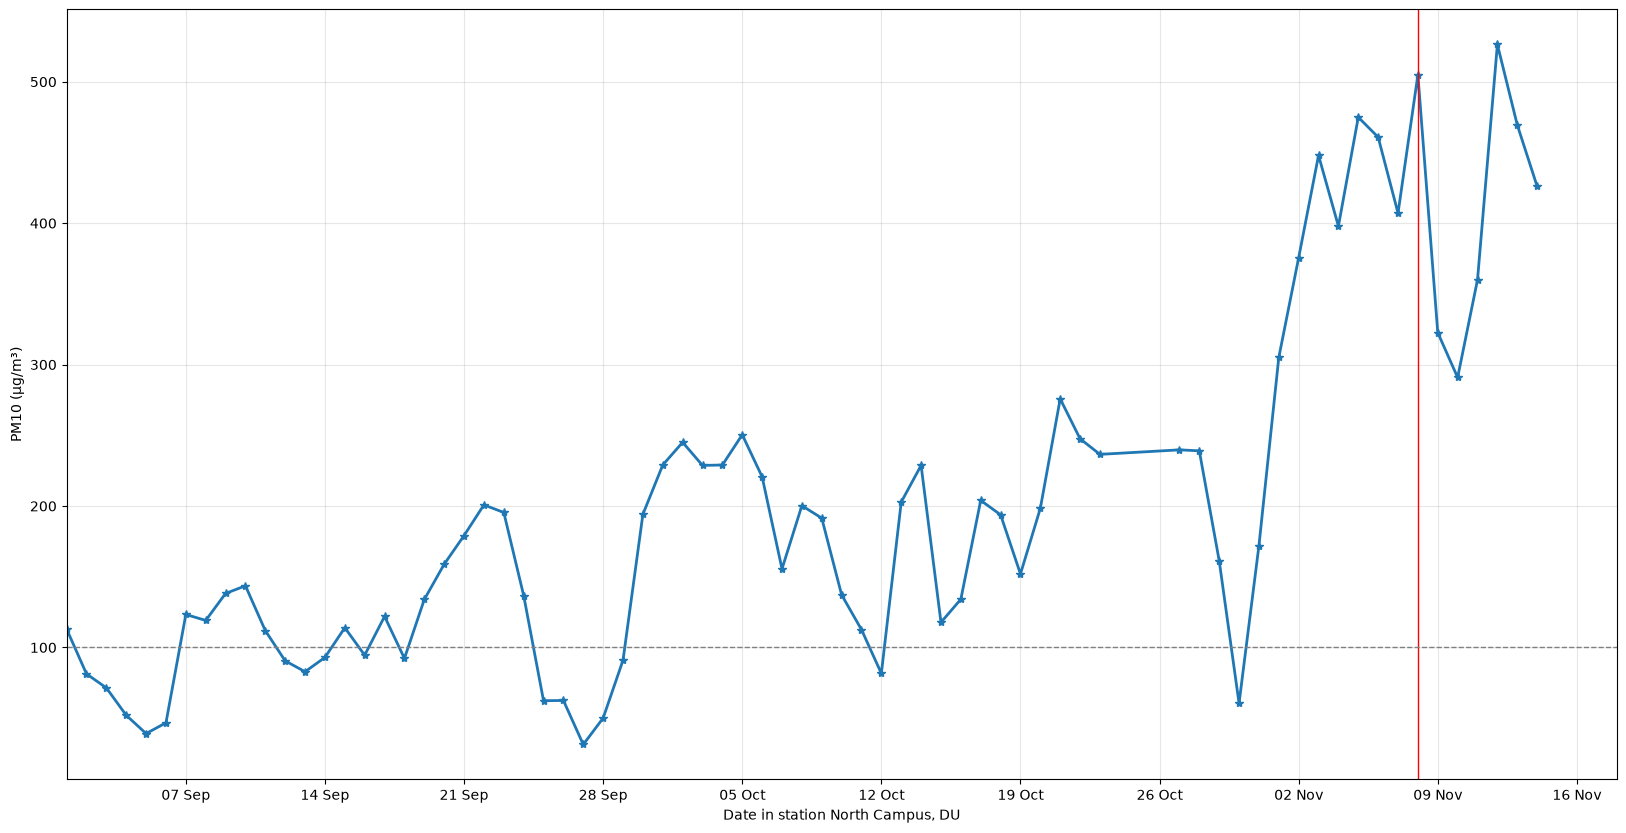 500
400
300
200
100
PM10 (µg/m³)
07 Sep 14 Sep 21 Sep 28 Sep 05 Oct 12 Oct 19 Oct 26 Oct 02 Nov 09 Nov 16 Nov
Date in station North Campus, DU